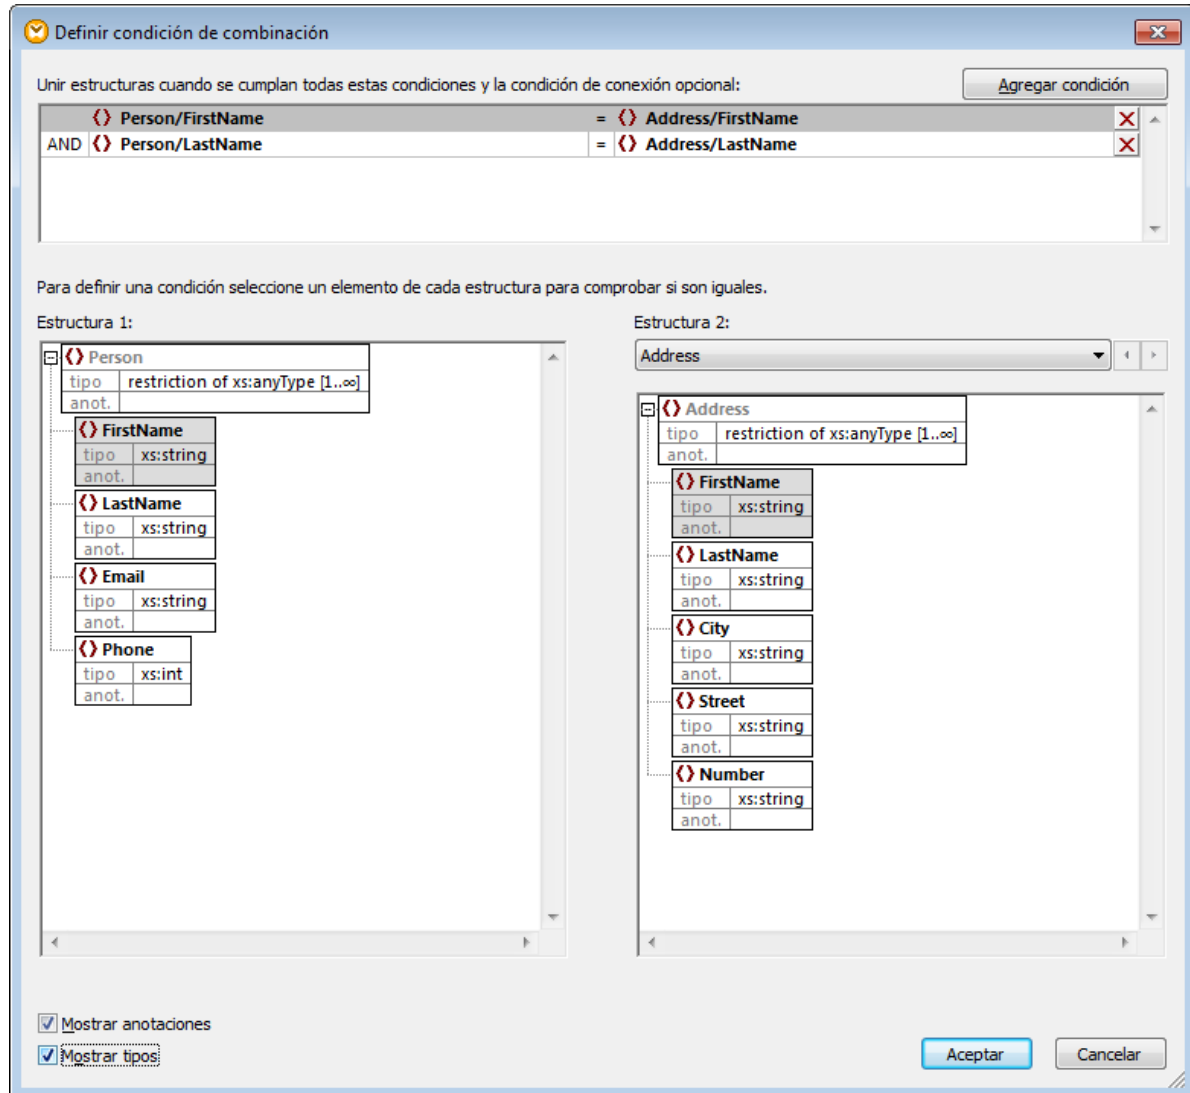 Definir condición de combinación
Unir estructuras cuando se cumplan todas estas condiciones y la condición de conexión opcional:
Agregar condición
Person/FirstName = Address/FirstName
AND Person/LastName = Address/LastName
Para definir una condición seleccione un elemento de cada estructura para comprobar si son iguales.
Estructura 1:
Person
tipo restriction of xs:anyType [1..∞]
anot.
FirstName
tipo xs:string
anot.
LastName
tipo xs:string
anot.
Email
tipo xs:string
anot.
Phone
tipo xs:int
anot.
Estructura 2:
Address
Address
tipo restriction of xs:anyType [1..∞]
anot.
FirstName
tipo xs:string
anot.
LastName
tipo xs:string
anot.
City
tipo xs:string
anot.
Street
tipo xs:string
anot.
Number
tipo xs:string
anot.
Mostrar anotaciones
Mostrar tipos
Aceptar
Cancelar